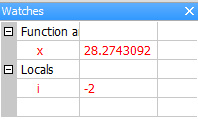 Watches
Function a
x 28.2743092
Locals
i -2